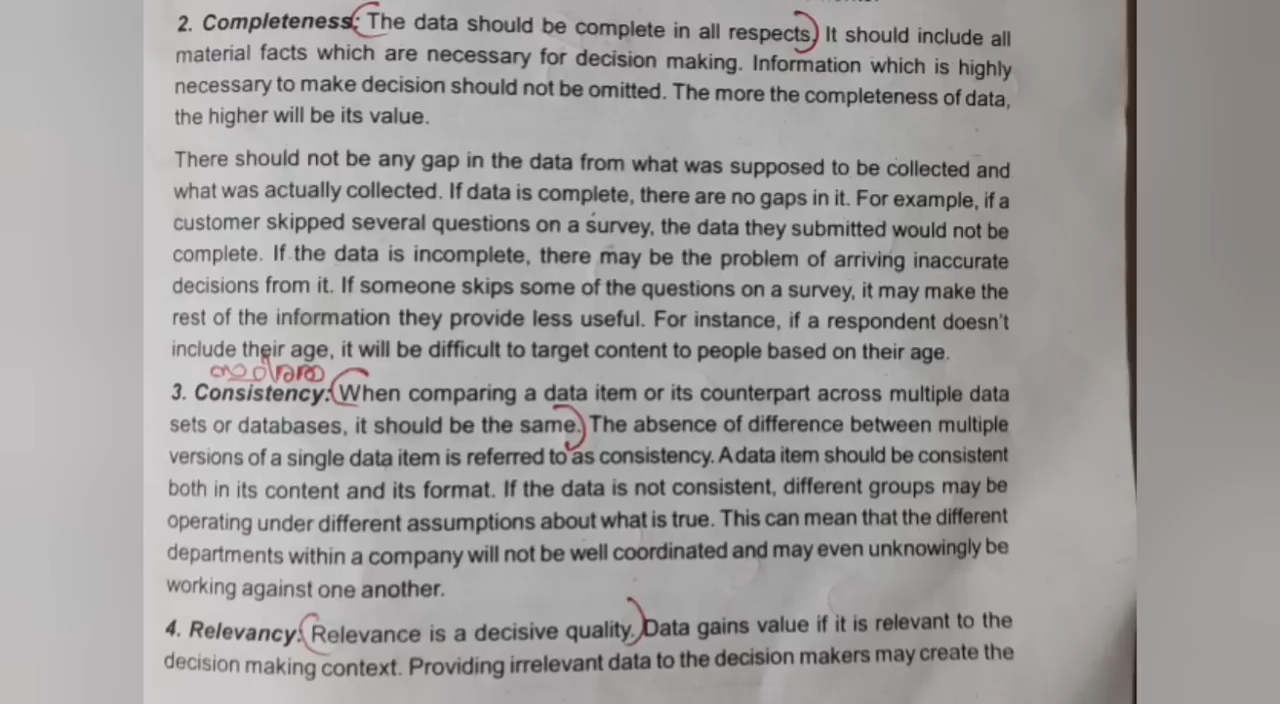 2. Completeness: The data should be complete in all respects. It should include all
material facts which are necessary for decision making. Information which is highly
necessary to make decision should not be omitted. The more the completeness of data,
the higher will be its value.
There should not be any gap in the data from what was supposed to be collected and
what was actually collected. If data is complete, there are no gaps in it. For example, if a
customer skipped several questions on a survey, the data they submitted would not be
complete. If the data is incomplete, there may be the problem of arriving inaccurate
decisions from it. If someone skips some of the questions on a survey, it may make the
rest of the information they provide less useful. For instance, if a respondent doesn't
include their age, it will be difficult to target content to people based on their age.
3. Consistency: When comparing a data item or its counterpart across multiple data
sets or databases, it should be the same. The absence of difference between multiple
versions of a single data item is referred to as consistency. A data item should be consistent
both in its content and its format. If the data is not consistent, different groups may be
operating under different assumptions about what is true. This can mean that the different
departments within a company will not be well coordinated and may even unknowingly be
working against one another.
4. Relevancy: Relevance is a decisive quality. Data gains value if it is relevant to the
decision making context. Providing irrelevant data to the decision makers may create the